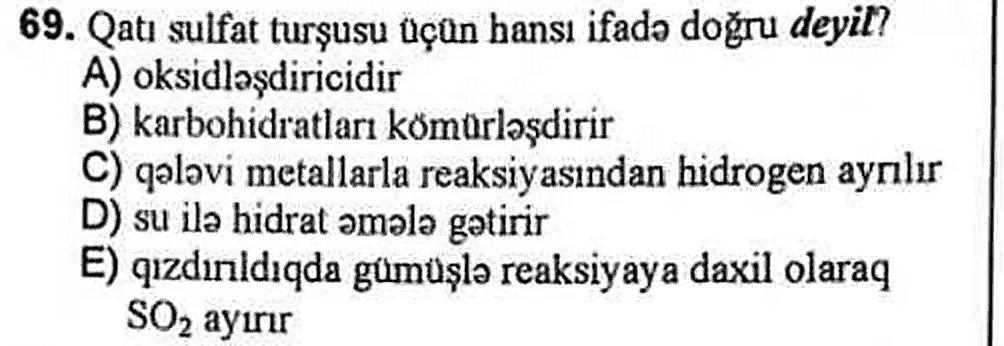 69. Qatı sulfat turşusu üçün hansı ifadə doğru deyil?
A) oksidləşdiricidir
B) karbohidratları kömürləşdirir
C) qələvi metallarla reaksiyasından hidrogen ayrılır
D) su ilə hidrat əmələ gətirir
E) qızdırıldıqda gümüşlə reaksiyaya daxil olaraq
SO₂ ayırır